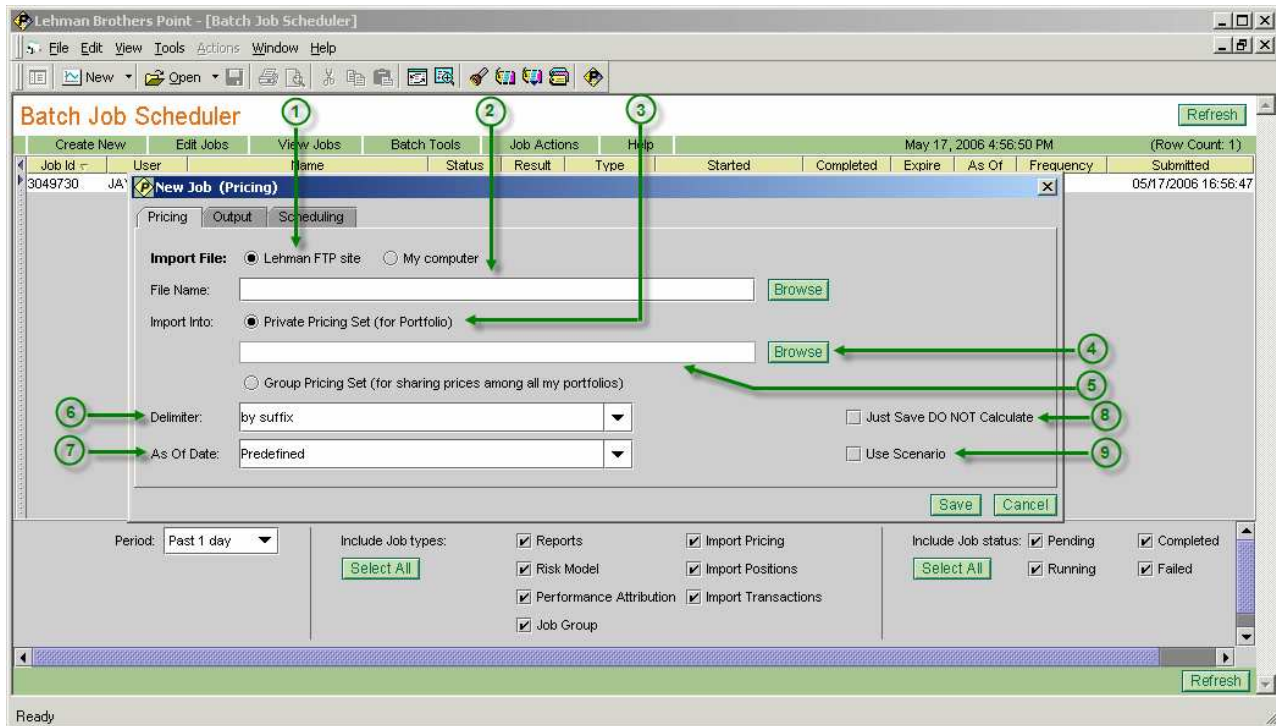 Lehman Brothers Point - [Batch Job Scheduler]
File Edit View Tools Actions Window Help
New Open
Batch Job Scheduler
Refresh
Create New Edit Jobs View Jobs Batch Tools Job Actions Help May 17, 2006 4:56:50 PM (Row Count: 1)
Job Id User Name Status Result Type Started Completed Expire As Of Frequency Submitted
3049730 JAY 05/17/2006 16:56:47
New Job (Pricing)
Pricing Output Scheduling
Import File: Lehman FTP site My computer
File Name: Browse
Import Into: Private Pricing Set (for Portfolio)
Browse
Group Pricing Set (for sharing prices among all my portfolios)
Delimiter: by suffix Just Save DO NOT Calculate
As Of Date: Predefined Use Scenario
Save Cancel
1
2
3
4
5
6
7
8
9
Period: Past 1 day Include Job types: Reports Import Pricing Include Job status: Pending Completed
Select All Risk Model Import Positions Select All Running Failed
Performance Attribution Import Transactions
Job Group
Refresh
Ready